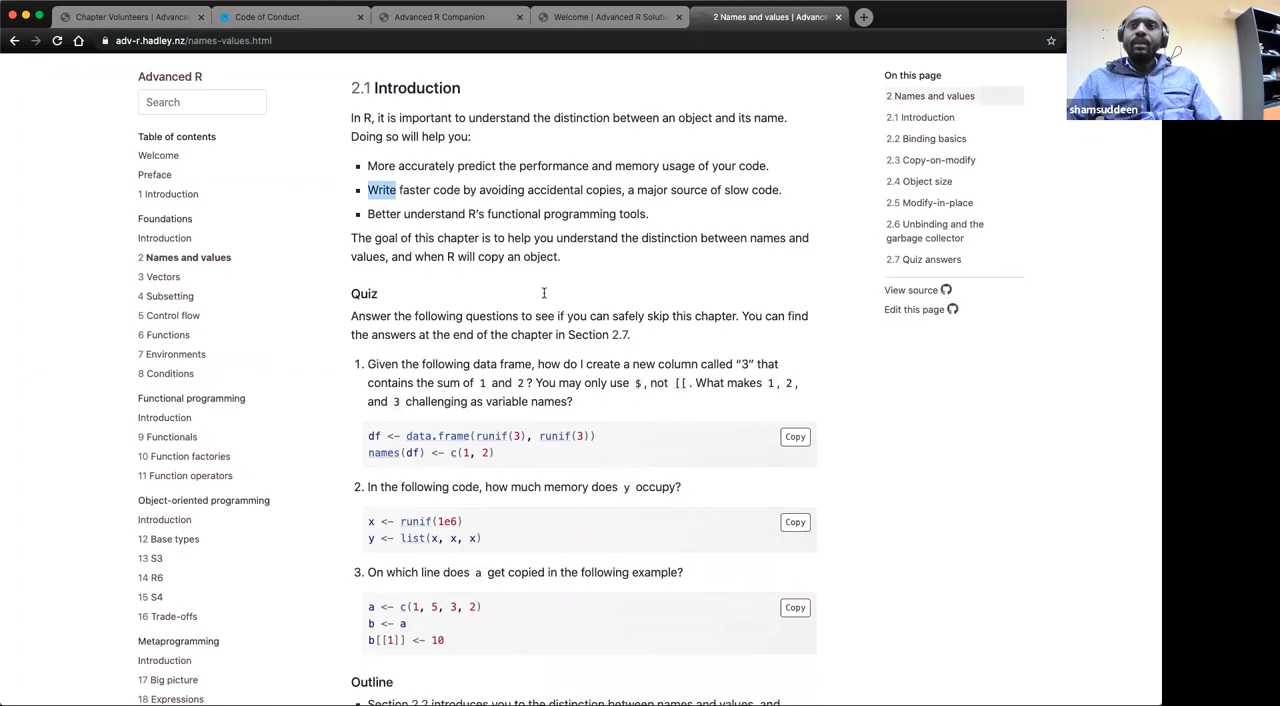 Chapter Volunteers | Advance
Code of Conduct
Advanced R Companion
Welcome | Advanced R Solutio
2 Names and values | Advance
adv-r.hadley.nz/names-values.html
shamsuddeen
Advanced R
Search
Table of contents
Welcome
Preface
1 Introduction
Foundations
Introduction
2 Names and values
3 Vectors
4 Subsetting
5 Control flow
6 Functions
7 Environments
8 Conditions
Functional programming
Introduction
9 Functionals
10 Function factories
11 Function operators
Object-oriented programming
Introduction
12 Base types
13 S3
14 R6
15 S4
16 Trade-offs
Metaprogramming
Introduction
17 Big picture
18 Expressions
2.1 Introduction
In R, it is important to understand the distinction between an object and its name.
Doing so will help you:
More accurately predict the performance and memory usage of your code.
Write faster code by avoiding accidental copies, a major source of slow code.
Better understand R's functional programming tools.
The goal of this chapter is to help you understand the distinction between names and
values, and when R will copy an object.
Quiz
Answer the following questions to see if you can safely skip this chapter. You can find
the answers at the end of the chapter in Section 2.7.
1. Given the following data frame, how do I create a new column called “3” that
contains the sum of 1 and 2? You may only use $, not [[. What makes 1, 2,
and 3 challenging as variable names?
df <- data.frame(runif(3), runif(3))
names(df) <- c(1, 2)
Copy
2. In the following code, how much memory does y occupy?
x <- runif(1e6)
y <- list(x, x, x)
Copy
3. On which line does a get copied in the following example?
a <- c(1, 5, 3, 2)
b <- a
b[[1]] <- 10
Copy
Outline
Section 2.2 introduces you to the distinction between names and values, and
On this page
2 Names and values
2.1 Introduction
2.2 Binding basics
2.3 Copy-on-modify
2.4 Object size
2.5 Modify-in-place
2.6 Unbinding and the
garbage collector
2.7 Quiz answers
View source
Edit this page